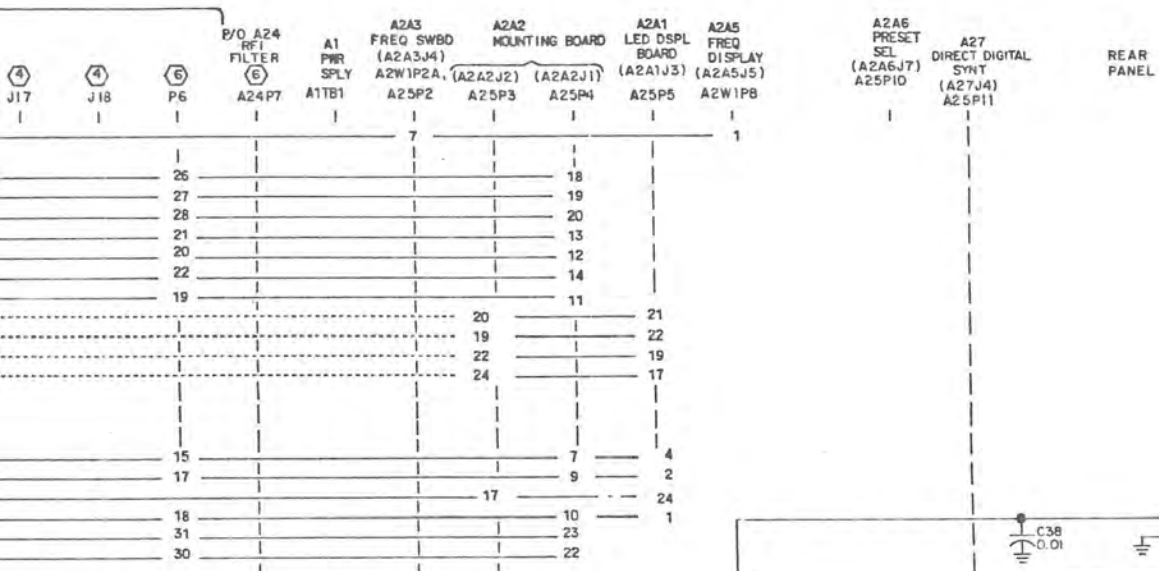 4 J17
4 J18
6 P6
P/O A24 RFI FILTER 6 A24P7
A1 PWR SPLY A1TB1
A2A3 FREQ SWBD (A2A3J4) A2W1P2A, A25P2
A2A2 MOUNTING BOARD
(A2A2J2) A25P3
(A2A2J1) A25P4
A2A1 LED DSPL BOARD (A2A1J3) A25P5
A2A5 FREQ DISPLAY (A2A5J5) A2W1P8
A2A6 PRESET SEL (A2A6J7) A25P10
A27 DIRECT DIGITAL SYNT (A27J4) A25P11
REAR PANEL
7 1
26 18
27 19
28 20
21 13
20 12
22 14
19 11
20 21
19 22
22 19
24 17
15 7 4
17 9 2
17 24
18 10 1
31 23
30 22
C38
0.01